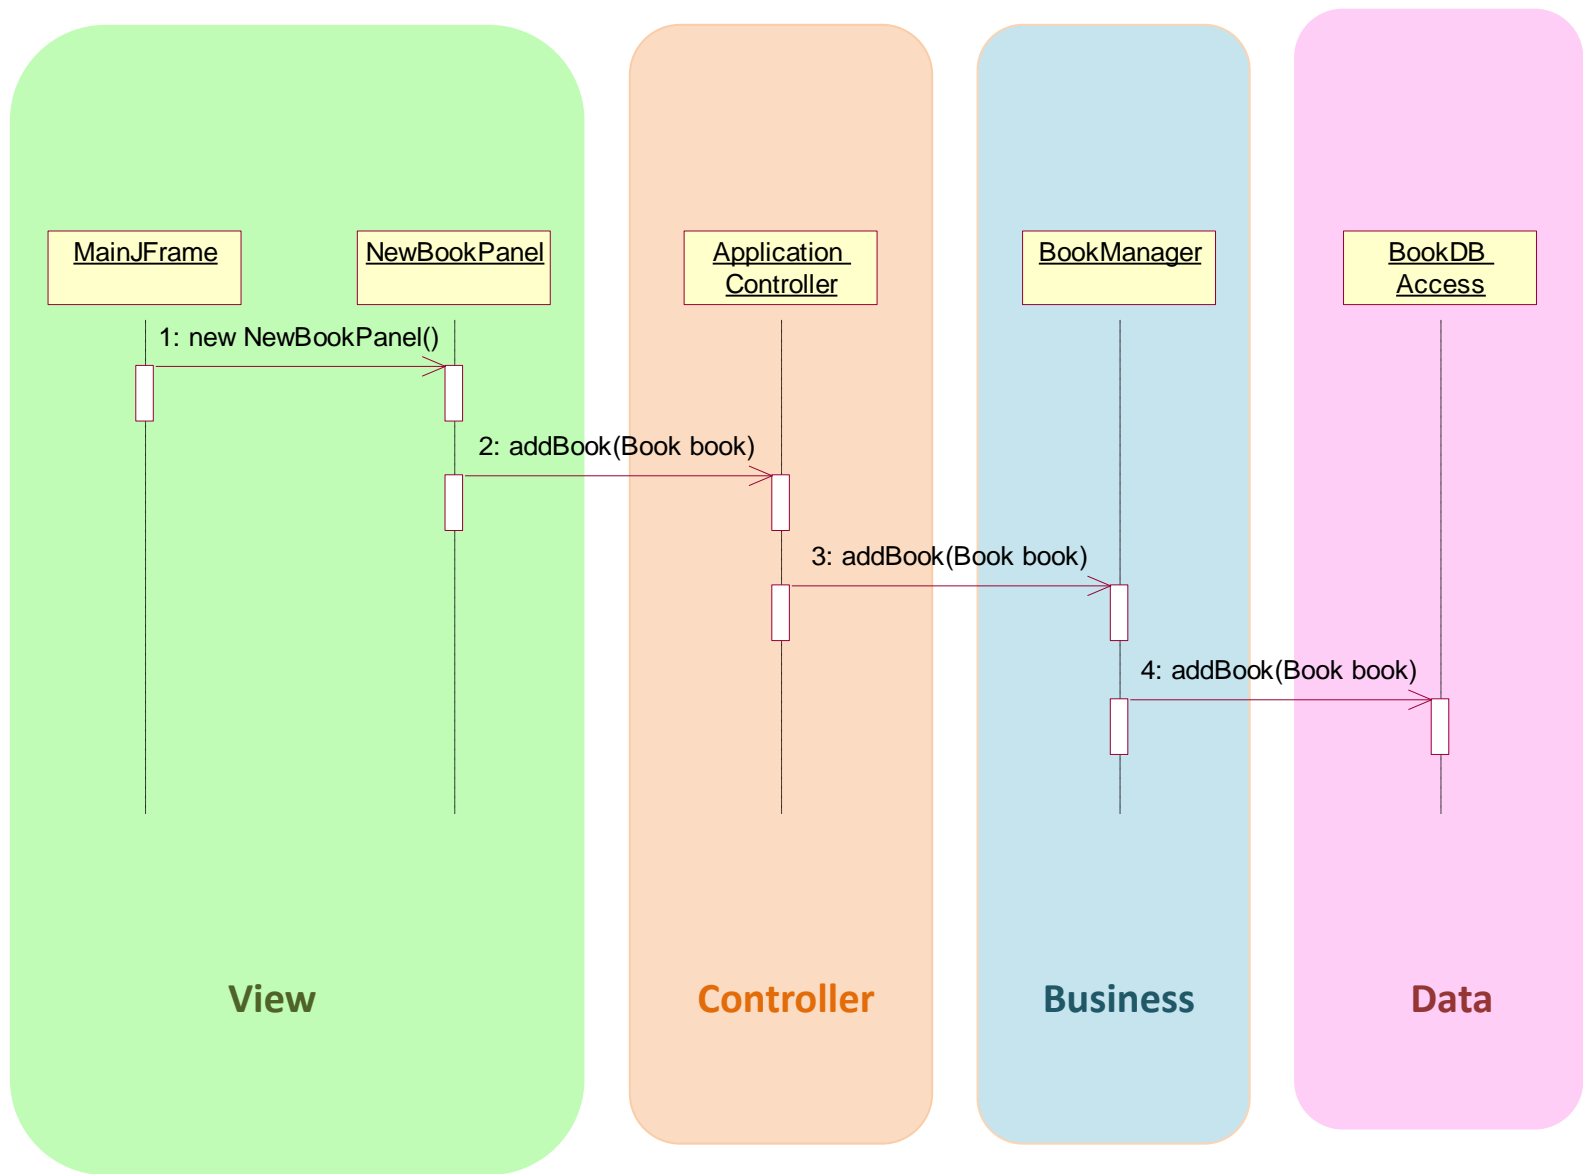 MainJFrame
NewBookPanel
Application
Controller
BookManager
BookDB
Access
1: new NewBookPanel()
2: addBook(Book book)
3: addBook(Book book)
4: addBook(Book book)
View
Controller
Business
Data